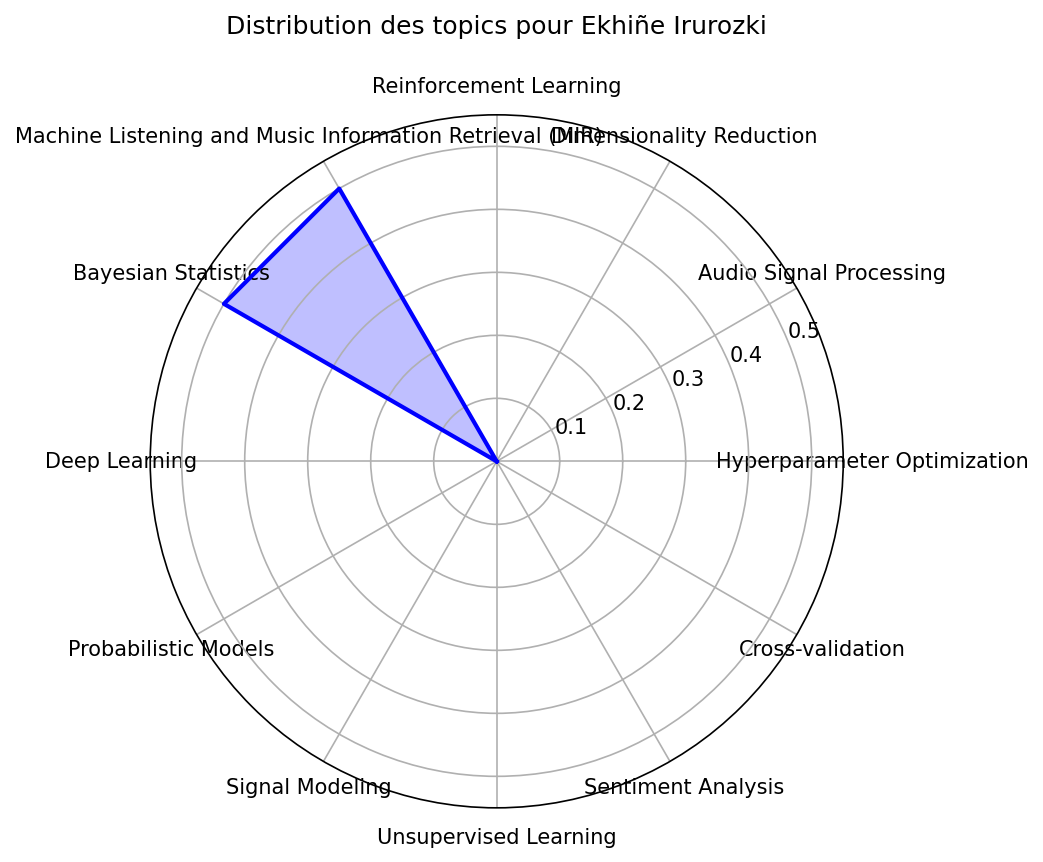 Distribution des topics pour Ekhiñe Irurozki
Reinforcement Learning
Machine Listening and Music Information Retrieval (MIR)
Dimensionality Reduction
Bayesian Statistics
Audio Signal Processing
0.5
0.4
0.3
0.2
0.1
Deep Learning
Hyperparameter Optimization
Probabilistic Models
Cross-validation
Signal Modeling
Sentiment Analysis
Unsupervised Learning